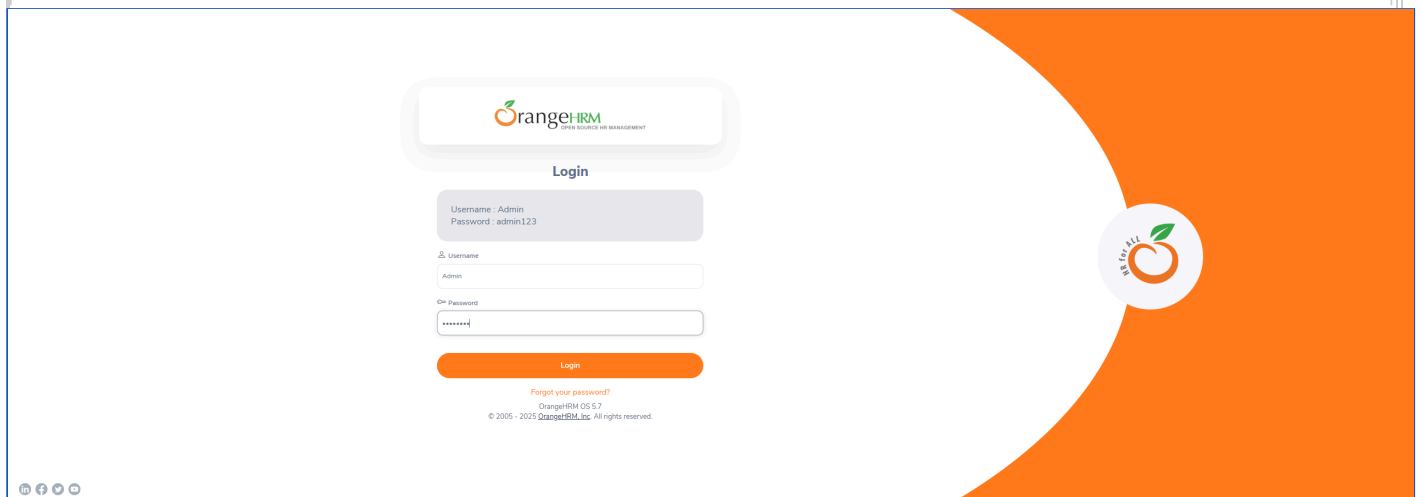 OrangeHRM
OPEN SOURCE HR MANAGEMENT
Login
Username : Admin
Password : admin123
Username
Admin
Password
••••••••
Login
Forgot your password?
OrangeHRM OS 5.7
© 2005 - 2025 OrangeHRM, Inc. All rights reserved.
HR for ALL